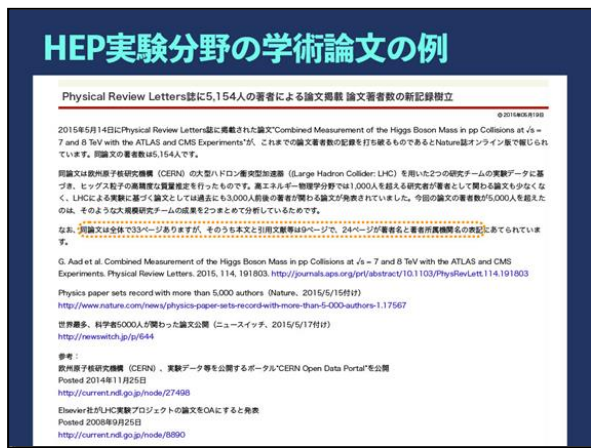 HEP実験分野の学術論文の例
Physical Review Letters誌に5,154人の著者による論文掲載 論文著者数の新記録樹立
2015年05月19日
2015年5月14日にPhysical Review Letters誌に掲載された論文"Combined Measurement of the Higgs Boson Mass in pp Collisions at √s =
7 and 8 TeV with the ATLAS and CMS Experiments"が、これまでの論文著者数の記録を打ち破るものであるとNature誌オンライン版で報じられ
ています。同論文の著者数は5,154人です。
同論文は欧州原子核研究機構（CERN）の大型ハドロン衝突型加速器（(Large Hadron Collider: LHC）を用いた2つの研究チームの実験データに基
づき、ヒッグス粒子の高精度な質量推定を行ったものです。高エネルギー物理学分野では1,000人を超える研究者が著者として関わる論文も少なくな
く、LHCによる実験に基づく論文としては過去にも3,000人前後の著者が関わる論文が発表されていました。今回の論文の著者数が5,000人を超えた
のは、そのような大規模研究チームの成果を2つまとめて分析しているためです。
なお、同論文は全体で33ページありますが、そのうち本文と引用文献等は9ページで、24ページが著者名と著者所属機関名の表記にあてられていま
す。
G. Aad et al. Combined Measurement of the Higgs Boson Mass in pp Collisions at √s = 7 and 8 TeV with the ATLAS and CMS
Experiments. Physical Review Letters. 2015, 114, 191803. http://journals.aps.org/prl/abstract/10.1103/PhysRevLett.114.191803
Physics paper sets record with more than 5,000 authors（Nature、2015/5/15付け）
http://www.nature.com/news/physics-paper-sets-record-with-more-than-5-000-authors-1.17567
世界最多、科学者5000人が関わった論文公開（ニュースイッチ、2015/5/17付け）
http://newswitch.jp/p/644
参考：
欧州原子核研究機構（CERN）、実験データ等を公開するポータル"CERN Open Data Portal"を公開
Posted 2014年11月25日
http://current.ndl.go.jp/node/27498
Elsevier社がLHC実験プロジェクトの論文をOAにすると発表
Posted 2008年9月25日
http://current.ndl.go.jp/node/8890